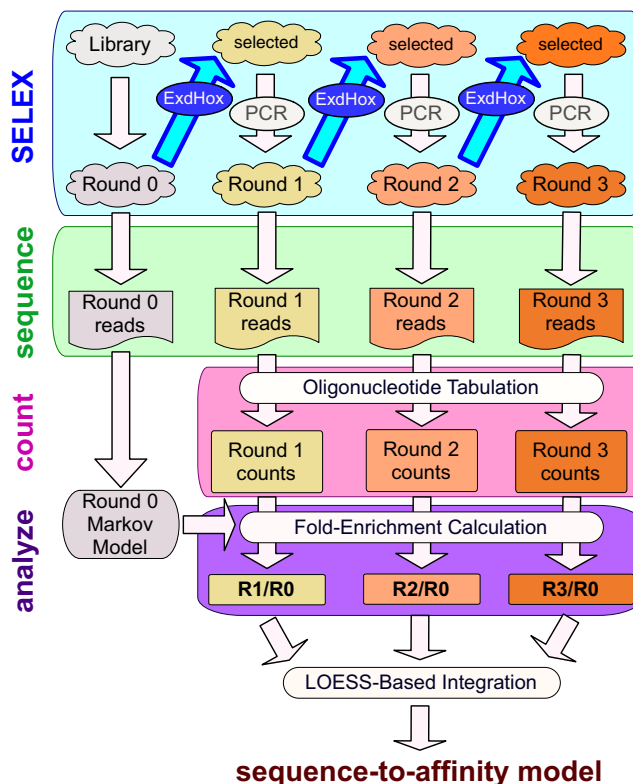 SELEX
Library
selected
selected
selected
ExdHox
PCR
ExdHox
PCR
ExdHox
PCR
Round 0
Round 1
Round 2
Round 3
sequence
Round 0
reads
Round 1
reads
Round 2
reads
Round 3
reads
count
Oligonucleotide Tabulation
Round 1
counts
Round 2
counts
Round 3
counts
analyze
Round 0
Markov
Model
Fold-Enrichment Calculation
R1/R0
R2/R0
R3/R0
LOESS-Based Integration
sequence-to-affinity model